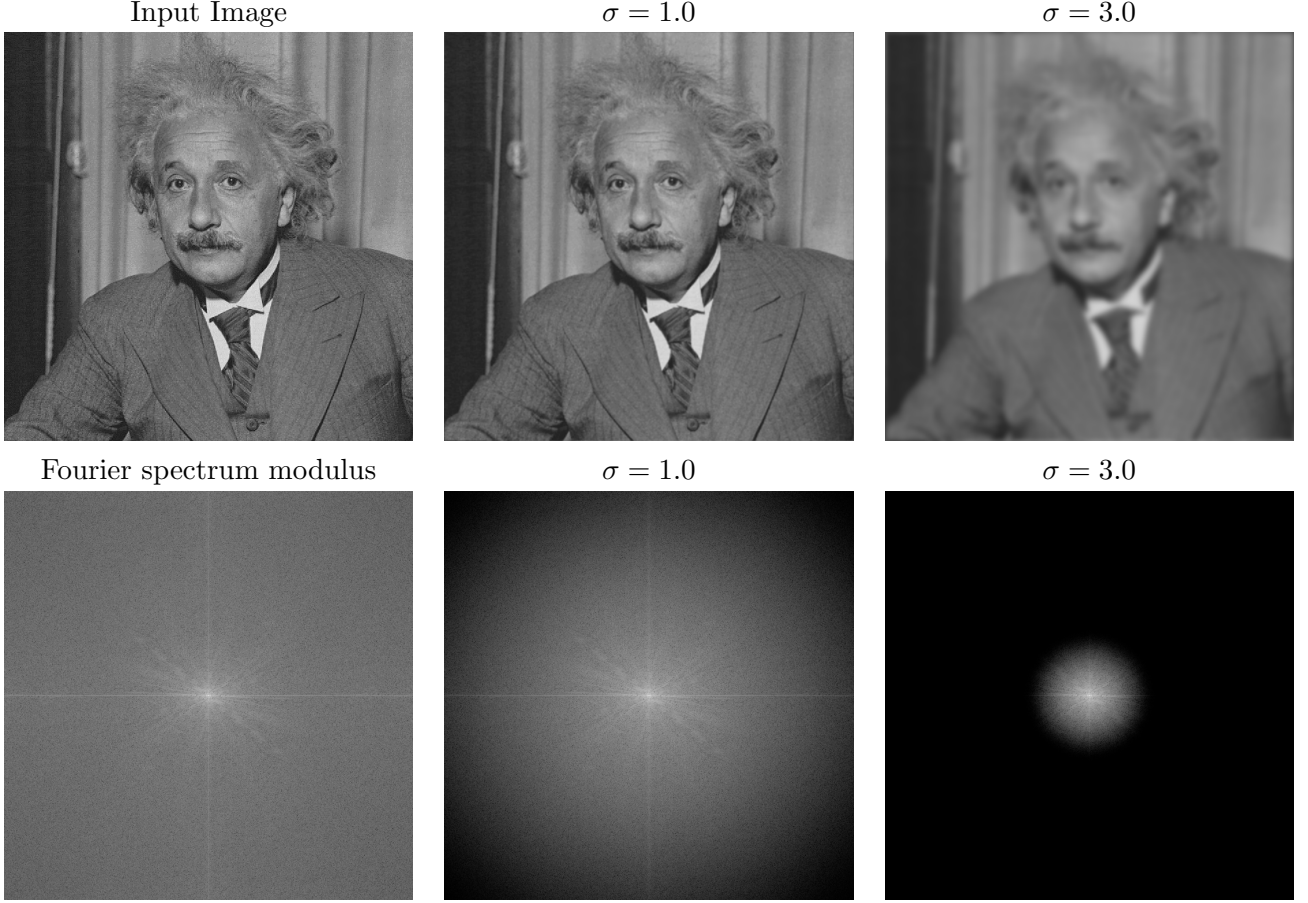 Input Image
σ = 1.0
σ = 3.0
Fourier spectrum modulus
σ = 1.0
σ = 3.0